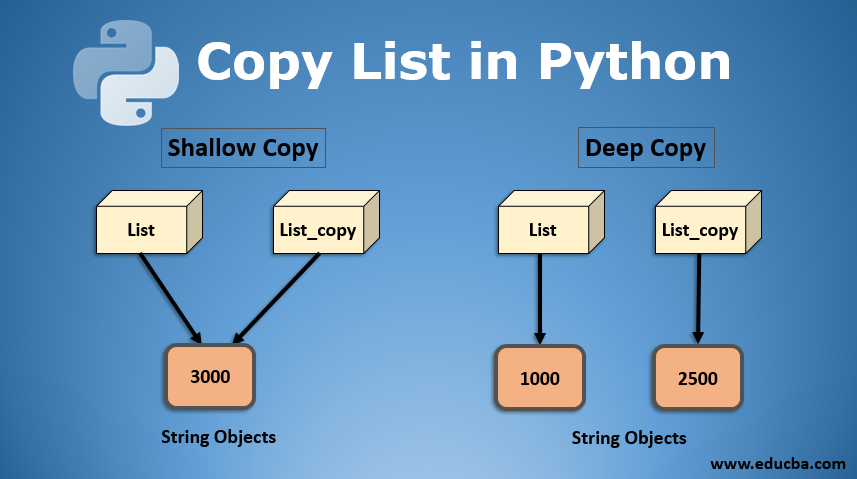 Copy List in Python
Shallow Copy
Deep Copy
List
List_copy
List
List_copy
3000
1000
2500
String Objects
String Objects
www.educba.com